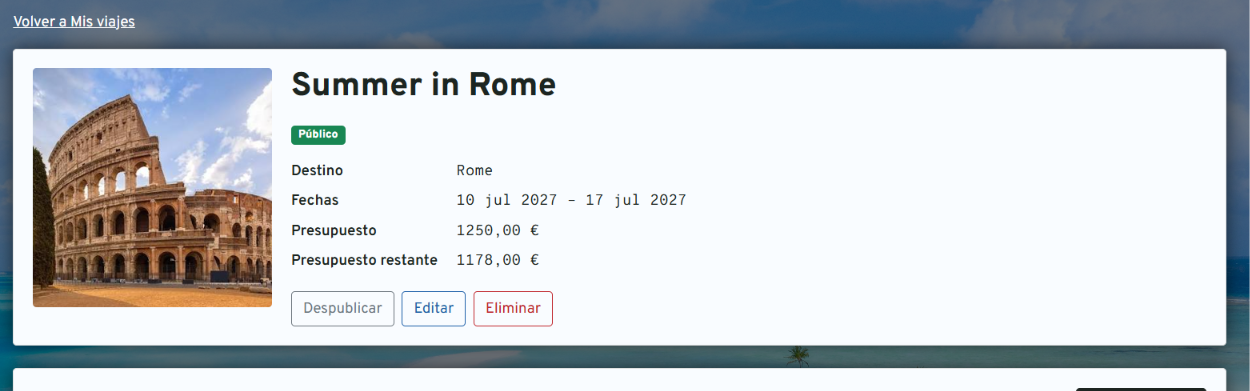 Volver a Mis viajes
Summer in Rome
Público
Destino Rome
Fechas 10 jul 2027 – 17 jul 2027
Presupuesto 1250,00 €
Presupuesto restante 1178,00 €
Despublicar Editar Eliminar